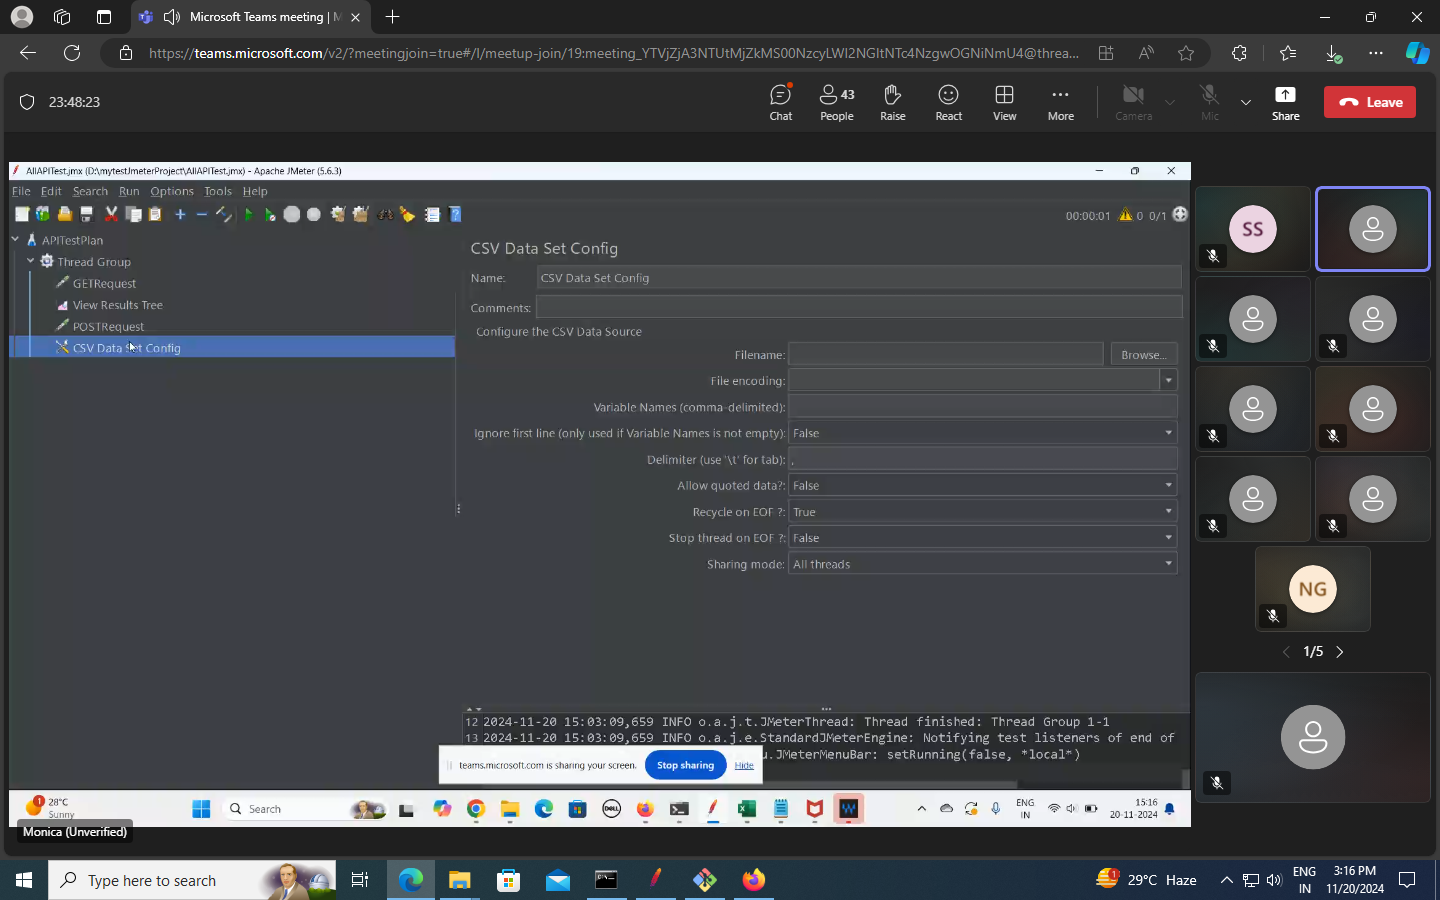 Microsoft Teams meeting | M
https://teams.microsoft.com/v2/?meetingjoin=true#/l/meetup-join/19:meeting_YTVjZjA3NTUtMjZkMS00NzcyLWI2NGItNTc4NzgwOGNiNmU4@threa...
23:48:23
Chat
43
People
Raise
React
View
More
Camera
Mic
Share
Leave
AllAPITest.jmx (D:\mytestJmeterProject\AllAPITest.jmx) - Apache JMeter (5.6.3)
File Edit Search Run Options Tools Help
00:00:01 0 0/1
APITestPlan
Thread Group
GETRequest
View Results Tree
POSTRequest
CSV Data Set Config
CSV Data Set Config
Name: CSV Data Set Config
Comments:
Configure the CSV Data Source
Filename: Browse...
File encoding:
Variable Names (comma-delimited):
Ignore first line (only used if Variable Names is not empty): False
Delimiter (use '\t' for tab): ,
Allow quoted data?: False
Recycle on EOF ?: True
Stop thread on EOF ?: False
Sharing mode: All threads
12 2024-11-20 15:03:09,659 INFO o.a.j.t.JMeterThread: Thread finished: Thread Group 1-1
13 2024-11-20 15:03:09,659 INFO o.a.j.e.StandardJMeterEngine: Notifying test listeners of end of
u.JMeterMenuBar: setRunning(false, *local*)
teams.microsoft.com is sharing your screen. Stop sharing Hide
SS
NG
1/5
1
28°C
Sunny
Search
DELL
W
ENG
IN
15:16
20-11-2024
Monica (Unverified)
Type here to search
1
29°C Haze
ENG
IN
3:16 PM
11/20/2024